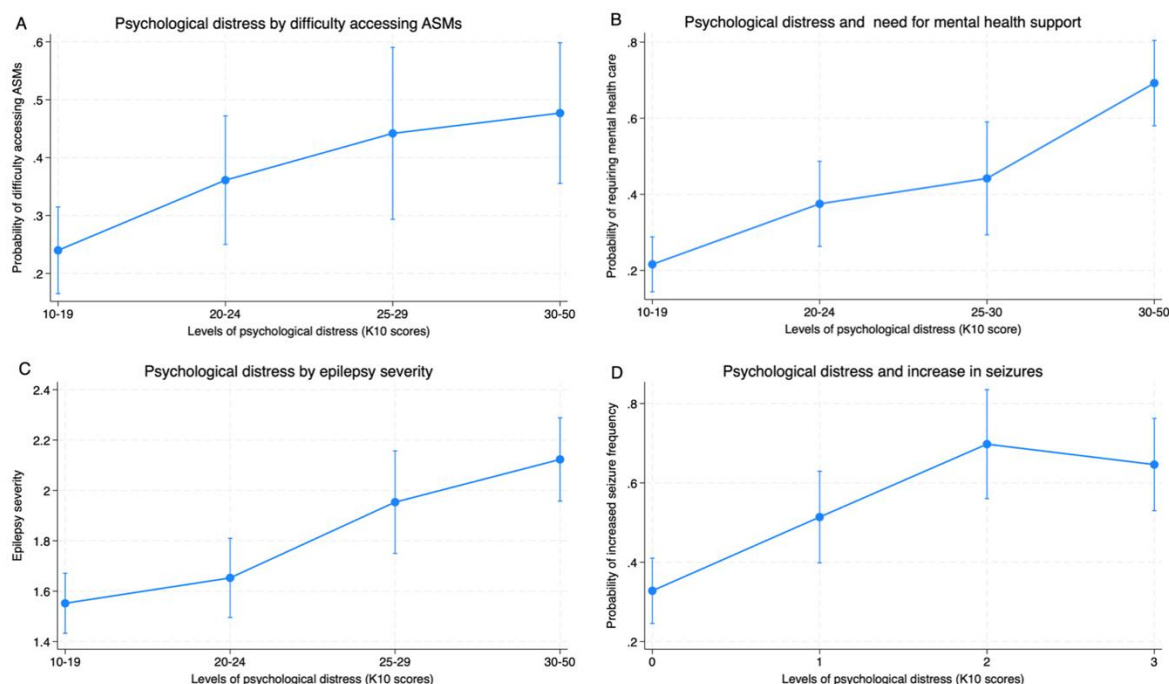 A
Psychological distress by difficulty accessing ASMs
Probability of difficulty accessing ASMs
.6
.5
.4
.3
.2
10-19 20-24 25-29 30-50
Levels of psychological distress (K10 scores)
B
Psychological distress and need for mental health support
Probability of requiring mental health care
.8
.6
.4
.2
10-19 20-24 25-30 30-50
Levels of psychological distress (K10 score)
C
Psychological distress by epilepsy severity
Epilepsy severity
2.4
2.2
2
1.8
1.6
1.4
10-19 20-24 25-29 30-50
Levels of psychological distress (K10 scores)
D
Psychological distress and increase in seizures
Probability of increased seizure frequency
.8
.6
.4
.2
0 1 2 3
Levels of psychological distress (K10 scores)